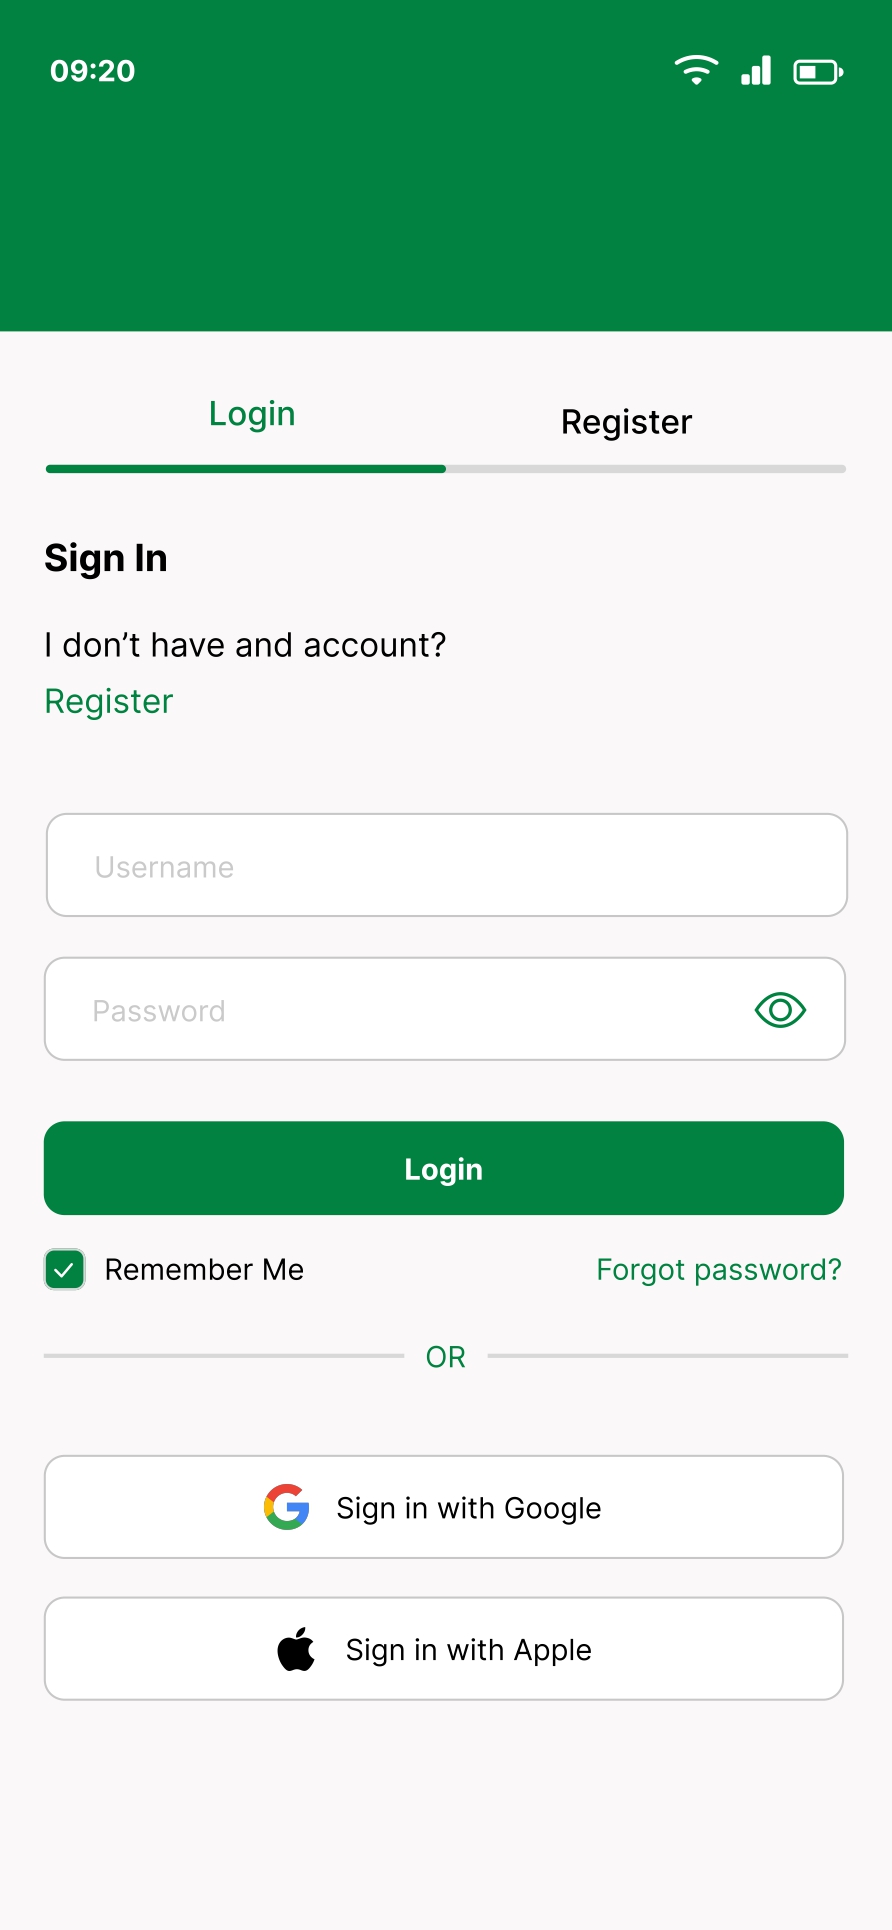 09:20
Login
Register
Sign In
I don’t have and account?
Register
Username
Password
Login
Remember Me
Forgot password?
OR
Sign in with Google
Sign in with Apple